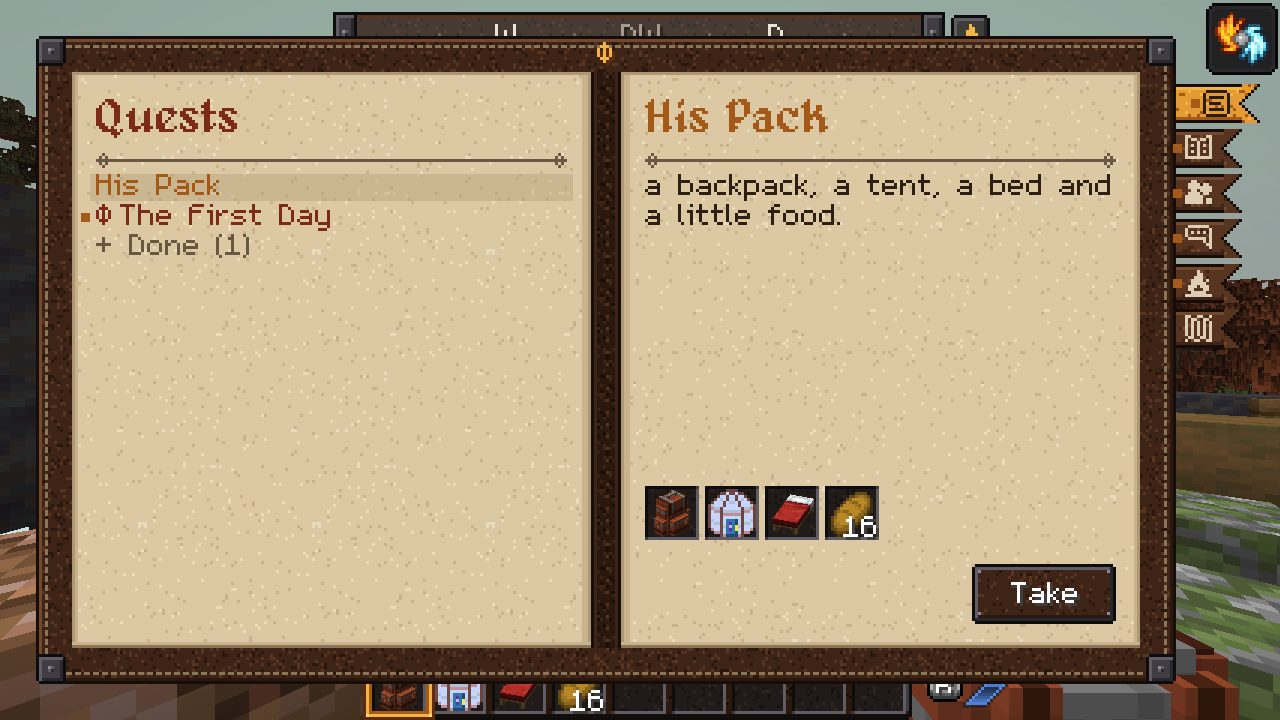 W
D
Quests
His Pack
The First Day
+ Done (1)
His Pack
a backpack, a tent, a bed and
a little food.
16
Take
16